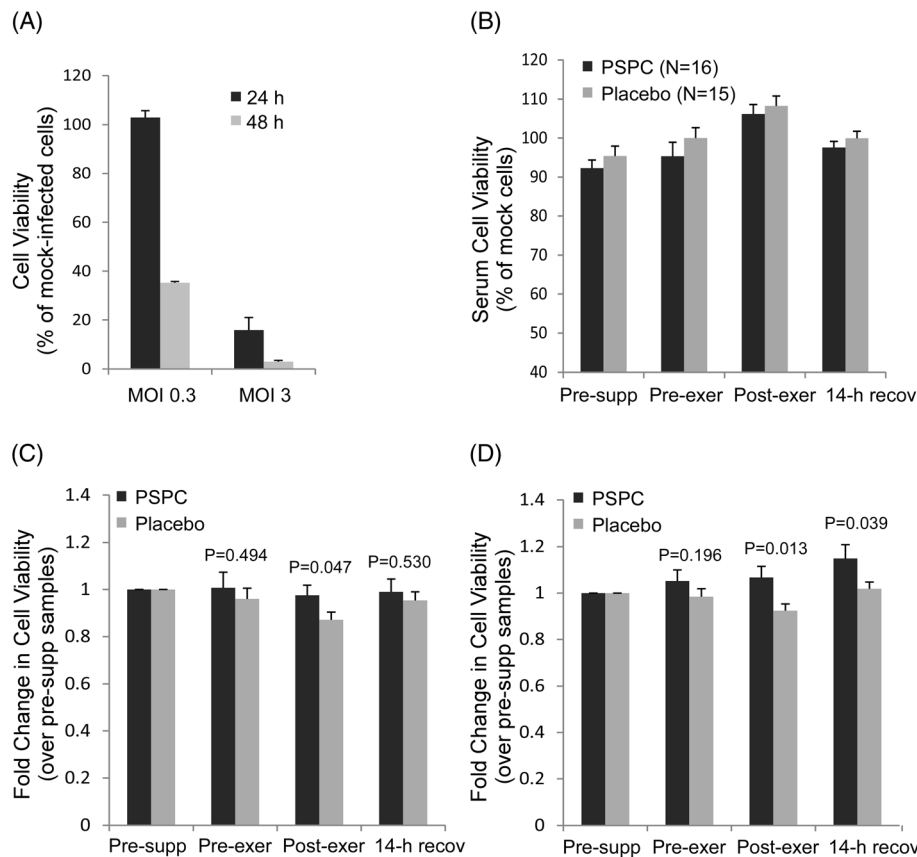 (A)
Cell Viability
(% of mock-infected cells)
120
100
80
60
40
20
0
24 h
48 h
MOI 0.3
MOI 3
(B)
Serum Cell Viability
(% of mock cells)
120
110
100
90
80
70
60
50
40
PSPC (N=16)
Placebo (N=15)
Pre-supp
Pre-exer
Post-exer
14-h recov
(C)
Fold Change in Cell Viability
(over pre-supp samples)
1.4
1.2
1
0.8
0.6
0.4
0.2
0
PSPC
Placebo
P=0.494
P=0.047
P=0.530
Pre-supp
Pre-exer
Post-exer
14-h recov
(D)
Fold Change in Cell Viability
(over pre-supp samples)
1.4
1.2
1
0.8
0.6
0.4
0.2
0
PSPC
Placebo
P=0.196
P=0.013
P=0.039
Pre-supp
Pre-exer
Post-exer
14-h recov